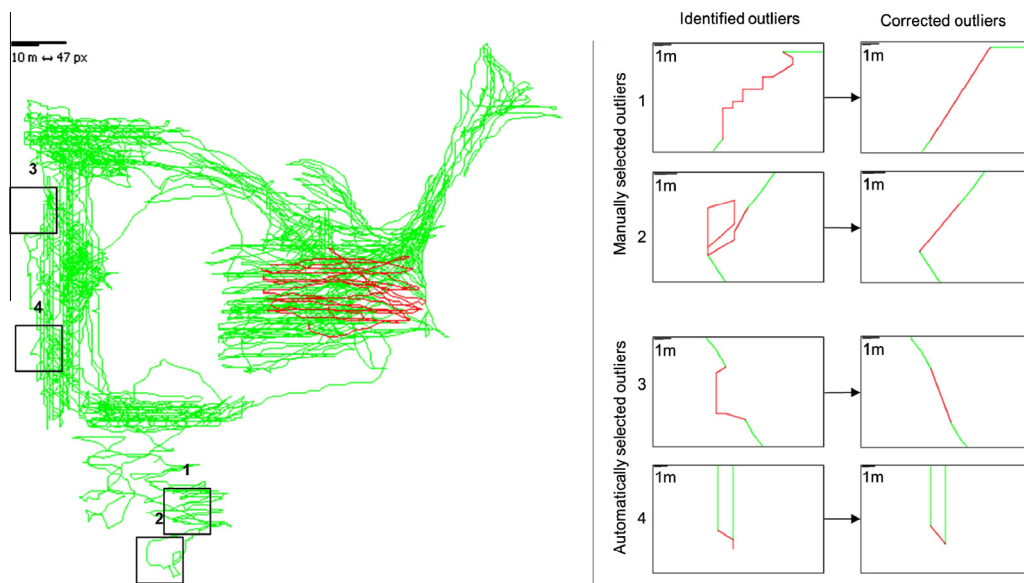 10 m ↔ 47 px
3
4
1
2
Identified outliers
Corrected outliers
Manually selected outliers
1
1m
1m
2
1m
1m
Automatically selected outliers
3
1m
1m
4
1m
1m